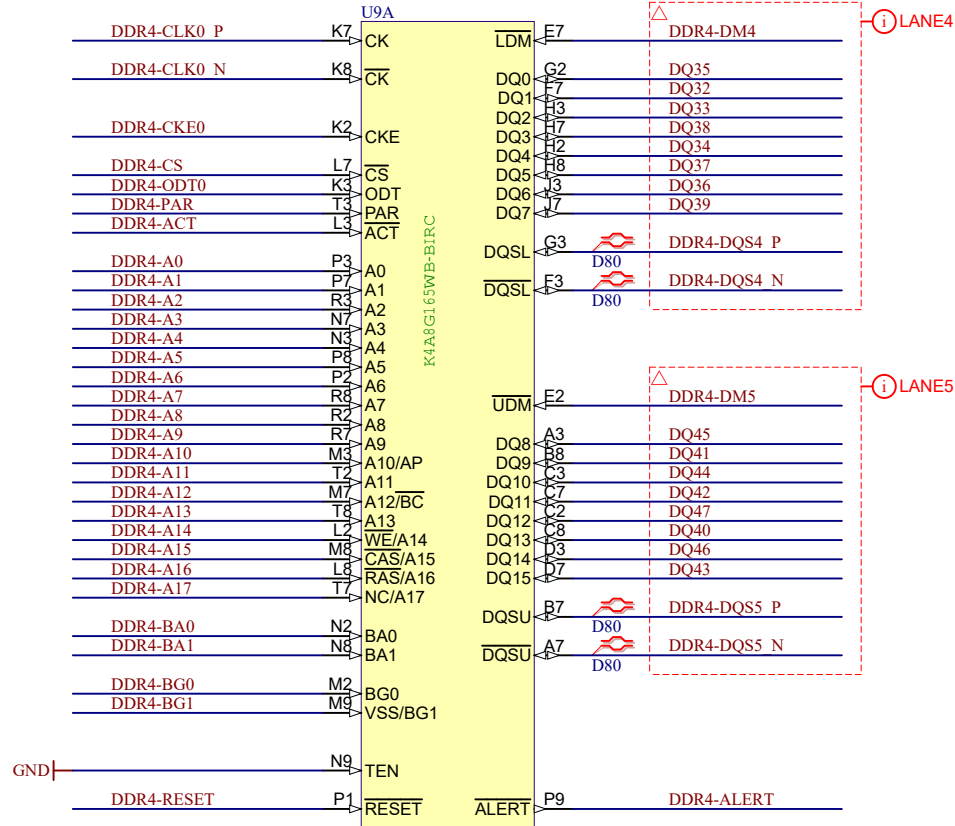 U9A
DDR4-CLK0_P K7 CK LDM E7 DDR4-DM4 LANE4
DDR4-CLK0_N K8 CK DQ0 G2 DQ35
DQ1 F7 DQ32
DQ2 H3 DQ33
DDR4-CKE0 K2 CKE DQ3 H7 DQ38
DQ4 H2 DQ34
DDR4-CS L7 CS DQ5 H8 DQ37
DDR4-ODT0 K3 ODT DQ6 J3 DQ36
DDR4-PAR T3 PAR DQ7 J7 DQ39
DDR4-ACT L3 ACT
DQSL G3 DDR4-DQS4_P
D80
DDR4-A0 P3 A0
DDR4-A1 P7 A1 DQSL F3 DDR4-DQS4_N
D80
DDR4-A2 R3 A2
DDR4-A3 N7 A3
DDR4-A4 N3 A4
DDR4-A5 P8 A5
DDR4-A6 P2 A6
DDR4-A7 R8 A7 UDM E2 DDR4-DM5 LANE5
DDR4-A8 R2 A8
DDR4-A9 R7 A9 DQ8 A3 DQ45
DDR4-A10 M3 A10/AP DQ9 B8 DQ41
DDR4-A11 T2 A11 DQ10 C3 DQ44
DDR4-A12 M7 A12/BC DQ11 C7 DQ42
DDR4-A13 T8 A13 DQ12 C2 DQ47
DDR4-A14 L2 WE/A14 DQ13 C8 DQ40
DDR4-A15 M8 CAS/A15 DQ14 D3 DQ46
DDR4-A16 L8 RAS/A16 DQ15 D7 DQ43
DDR4-A17 T7 NC/A17
DQSU B7 DDR4-DQS5_P
D80
DDR4-BA0 N2 BA0
DDR4-BA1 N8 BA1 DQSU A7 DDR4-DQS5_N
D80
DDR4-BG0 M2 BG0
DDR4-BG1 M9 VSS/BG1
GND N9 TEN
DDR4-RESET P1 RESET ALERT P9 DDR4-ALERT
K4A8G165WB-BIRC